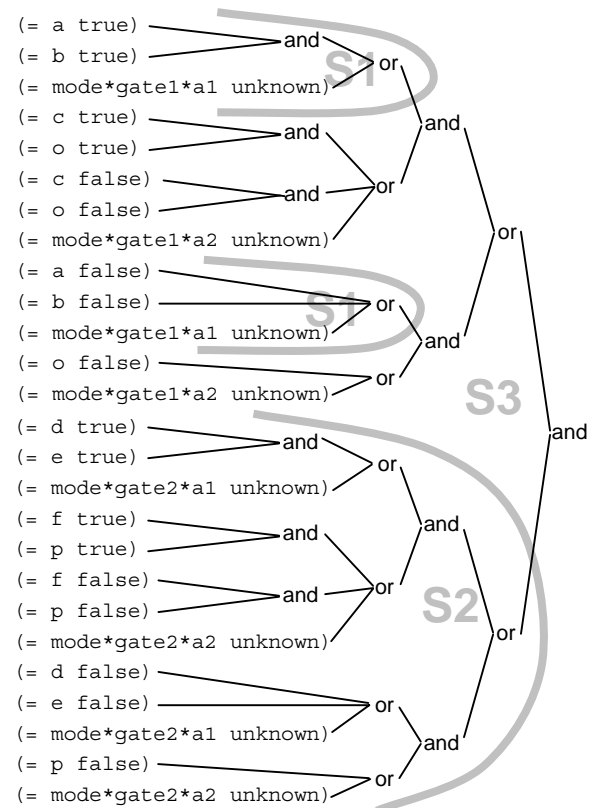 (= a true)
and
(= b true)
S1
or
(= mode*gate1*a1 unknown)
(= c true)
and
and
(= o true)
(= c false)
and
or
(= o false)
(= mode*gate1*a2 unknown)
or
(= a false)
(= b false)
S1
or
(= mode*gate1*a1 unknown)
and
(= o false)
or
(= mode*gate1*a2 unknown)
S3
(= d true)
and
and
(= e true)
or
(= mode*gate2*a1 unknown)
(= f true)
and
and
(= p true)
(= f false)
and
or
S2
(= p false)
(= mode*gate2*a2 unknown)
or
(= d false)
(= e false)
or
(= mode*gate2*a1 unknown)
and
(= p false)
or
(= mode*gate2*a2 unknown)